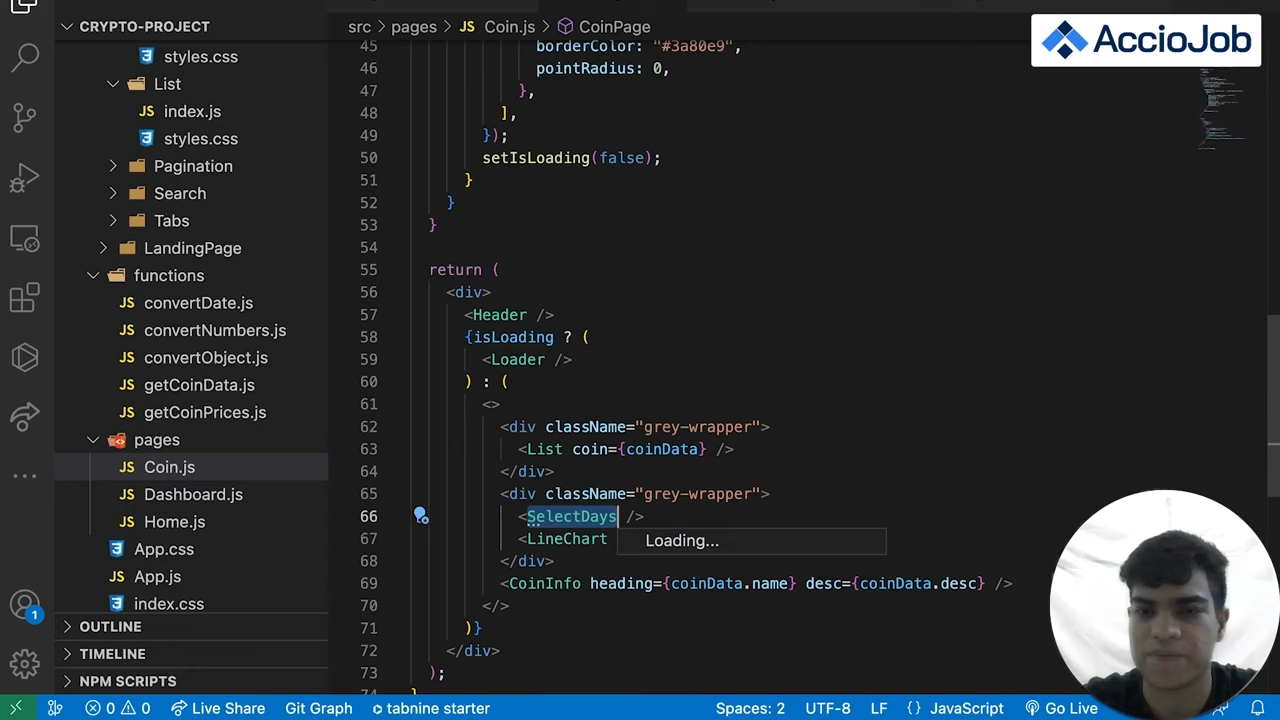 CRYPTO-PROJECT
styles.css
List
index.js
styles.css
Pagination
Search
Tabs
LandingPage
functions
convertDate.js
convertNumbers.js
convertObject.js
getCoinData.js
getCoinPrices.js
pages
Coin.js
Dashboard.js
Home.js
App.css
App.js
index.css
OUTLINE
TIMELINE
NPM SCRIPTS
src > pages > JS Coin.js > CoinPage
AccioJob
45 borderColor: "#3a80e9",
46 pointRadius: 0,
47 },
48 ],
49 });
50 setIsLoading(false);
51 }
52 }
53 }
54
55 return (
56 <div>
57 <Header />
58 {isLoading ? (
59 <Loader />
60 ) : (
61 <>
62 <div className="grey-wrapper">
63 <List coin={coinData} />
64 </div>
65 <div className="grey-wrapper">
66 <SelectDays />
67 <LineChart
Loading...
68 </div>
69 <CoinInfo heading={coinData.name} desc={coinData.desc} />
70 </>
71 )}
72 </div>
73 );
74 }
1
0 0 Live Share Git Graph tabnine starter Spaces: 2 UTF-8 LF {} JavaScript Go Live